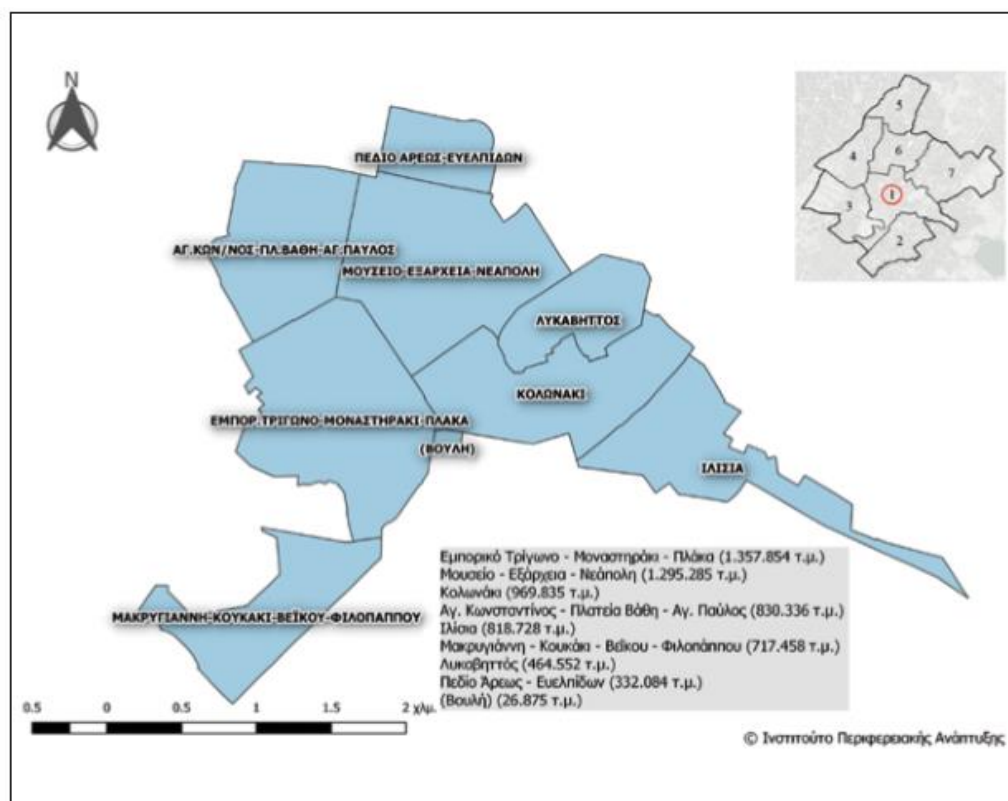 N
5
4
6
7
1
3
2
ΠΕΔΙΟ ΑΡΕΩΣ-ΕΥΕΛΠΙΔΩΝ
ΑΓ.ΚΩΝ/ΝΟΣ-ΠΛ.ΒΑΘΗ-ΑΓ.ΠΑΥΛΟΣ
ΜΟΥΣΕΙΟ-ΕΞΑΡΧΕΙΑ-ΝΕΑΠΟΛΗ
ΛΥΚΑΒΗΤΤΟΣ
ΚΟΛΩΝΑΚΙ
ΕΜΠΟΡ.ΤΡΙΓΩΝΟ-ΜΟΝΑΣΤΗΡΑΚΙ-ΠΛΑΚΑ
(ΒΟΥΛΗ)
ΙΛΙΣΙΑ
ΜΑΚΡΥΓΙΑΝΝΗ-ΚΟΥΚΑΚΙ-ΒΕΪΚΟΥ-ΦΙΛΟΠΑΠΠΟΥ
Εμπορικό Τρίγωνο - Μοναστηράκι - Πλάκα (1.357.854 τ.μ.)
Μουσείο - Εξάρχεια - Νεάπολη (1.295.285 τ.μ.)
Κολωνάκι (969.835 τ.μ.)
Αγ. Κωνσταντίνος - Πλατεία Βάθη - Αγ. Παύλος (830.336 τ.μ.)
Ιλίσια (818.728 τ.μ.)
Μακρυγιάννη - Κουκάκι - Βεΐκου - Φιλοπάππου (717.458 τ.μ.)
Λυκαβηττός (464.552 τ.μ.)
Πεδίο Άρεως - Ευελπίδων (332.084 τ.μ.)
(Βουλή) (26.875 τ.μ.)
0.5 0 0.5 1 1.5 2 χλμ.
© Ινστιτούτο Περιφερειακής Ανάπτυξης